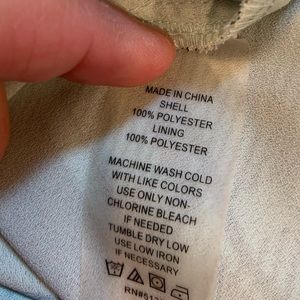 MADE IN CHINA
SHELL
100% POLYESTER
LINING
100% POLYESTER
MACHINE WASH COLD
WITH LIKE COLORS
USE ONLY NON-
CHLORINE BLEACH
IF NEEDED
TUMBLE DRY LOW
USE LOW IRON
IF NECESSARY